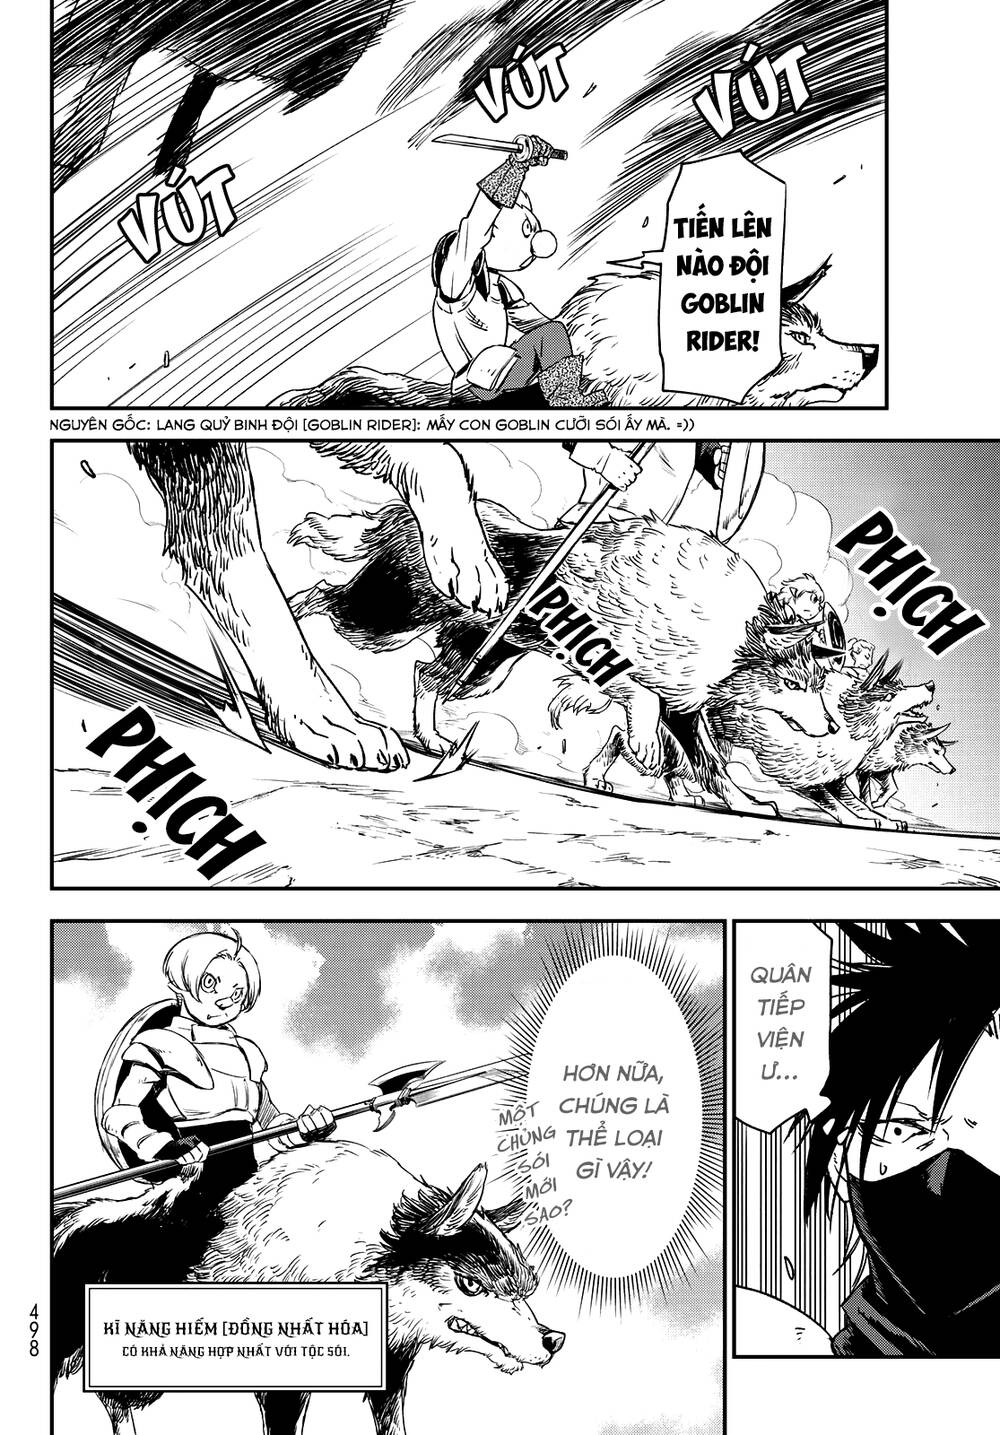 VÚT
VÚT
VÚT
TIẾN LÊN
NÀO ĐỘI
GOBLIN
RIDER!
NGUYÊN GỐC: LANG QUỶ BINH ĐỘI [GOBLIN RIDER]: MẤY CON GOBLIN CƯỠI SÓI ẤY MÀ. =))
PHỊCH
PHỊCH
PHỊCH
QUÂN
TIẾP
VIỆN
Ư...
HƠN NỮA,
CHÚNG LÀ
THỂ LOẠI
GÌ VẬY!
MỘT
CHỦNG
SÓI
MỚI
SAO?
KĨ NĂNG HIẾM [ĐỒNG NHẤT HÓA]
CÓ KHẢ NĂNG HỢP NHẤT VỚI TỘC SÓI.
498